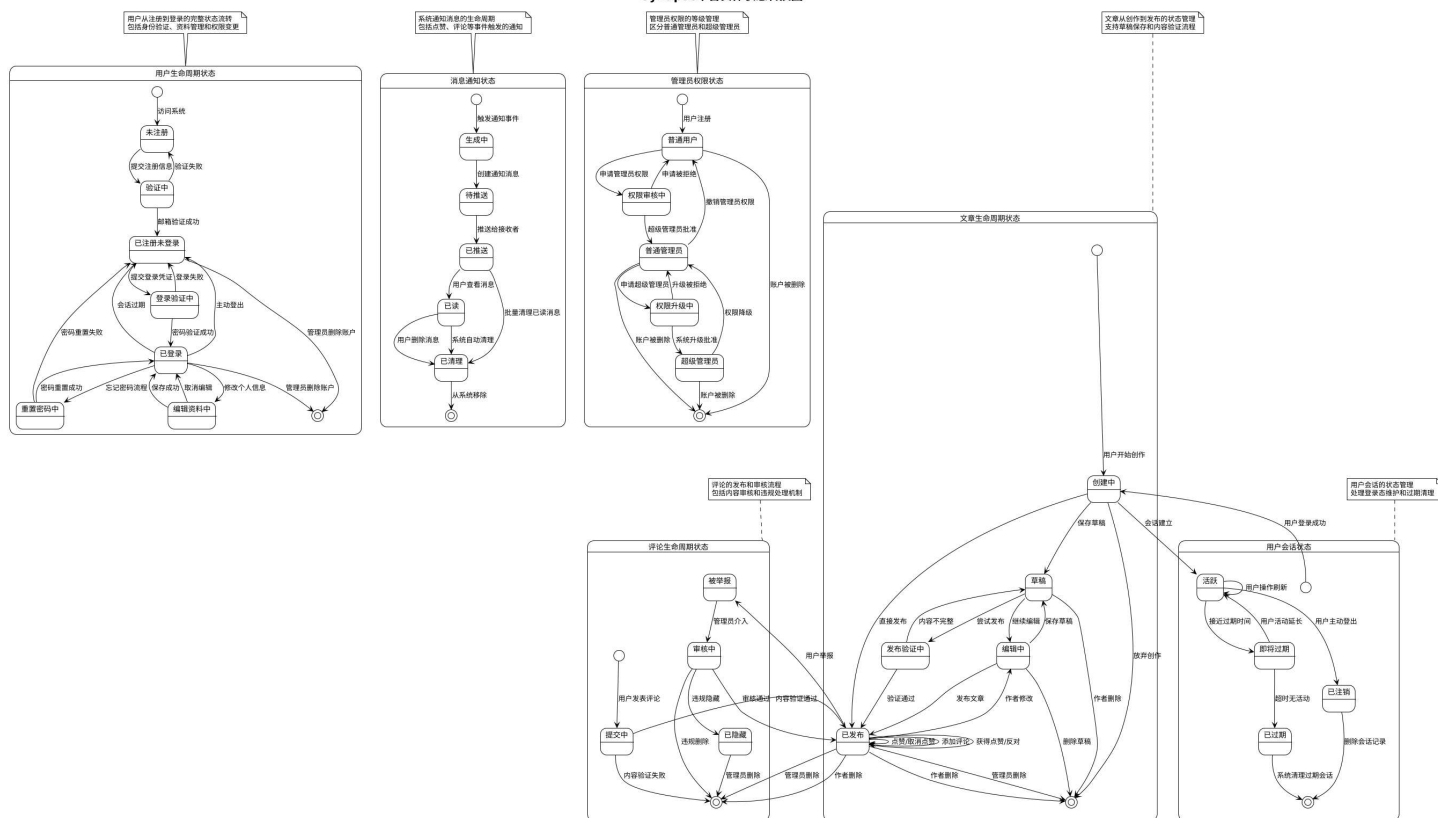 用户从注册到登录的完整状态流转
包括身份验证、资料管理和权限变更
系统通知消息的生命周期
包括点赞、评论等事件触发的通知
管理员权限的等级管理
区分普通管理员和超级管理员
文章从创作到发布的状态管理
支持草稿保存和内容验证流程
用户生命周期状态
访问系统
未注册
提交注册信息
验证失败
验证中
邮箱验证成功
已注册未登录
提交登录凭证
登录失败
登录验证中
会话过期
主动登出
密码重置失败
密码验证成功
管理员删除账户
已登录
密码重置成功
忘记密码流程
保存成功
取消编辑
修改个人信息
管理员删除账户
重置密码中
编辑资料中
消息通知状态
触发通知事件
生成中
创建通知消息
待推送
推送给接收者
已推送
用户查看消息
已读
批量清理已读消息
用户删除消息
系统自动清理
已清理
从系统移除
管理员权限状态
用户注册
普通用户
申请管理员权限
申请被拒绝
权限审核中
撤销管理员权限
超级管理员批准
普通管理员
申请超级管理员
升级被拒绝
账户被删除
权限升级中
权限降级
账户被删除
系统升级批准
超级管理员
账户被删除
文章生命周期状态
用户开始创作
创建中
保存草稿
会话建立
用户登录成功
草稿
直接发布
内容不完整
尝试发布
继续编辑
保存草稿
发布验证中
编辑中
放弃创作
验证通过
发布文章
作者修改
作者删除
已发布
点赞/取消点赞
添加评论
获得点赞/反对
删除草稿
作者删除
管理员删除
评论的发布和审核流程
包括内容审核和违规处理机制
评论生命周期状态
被举报
管理员介入
审核中
用户举报
用户发表评论
违规隐藏
审核通过
内容验证通过
提交中
违规删除
已隐藏
内容验证失败
管理员删除
管理员删除
作者删除
用户会话的状态管理
处理登录态维护和过期清理
用户会话状态
活跃
用户操作刷新
接近过期时间
用户活动延长
用户主动登出
即将过期
超时无活动
已注销
已过期
删除会话记录
系统清理过期会话